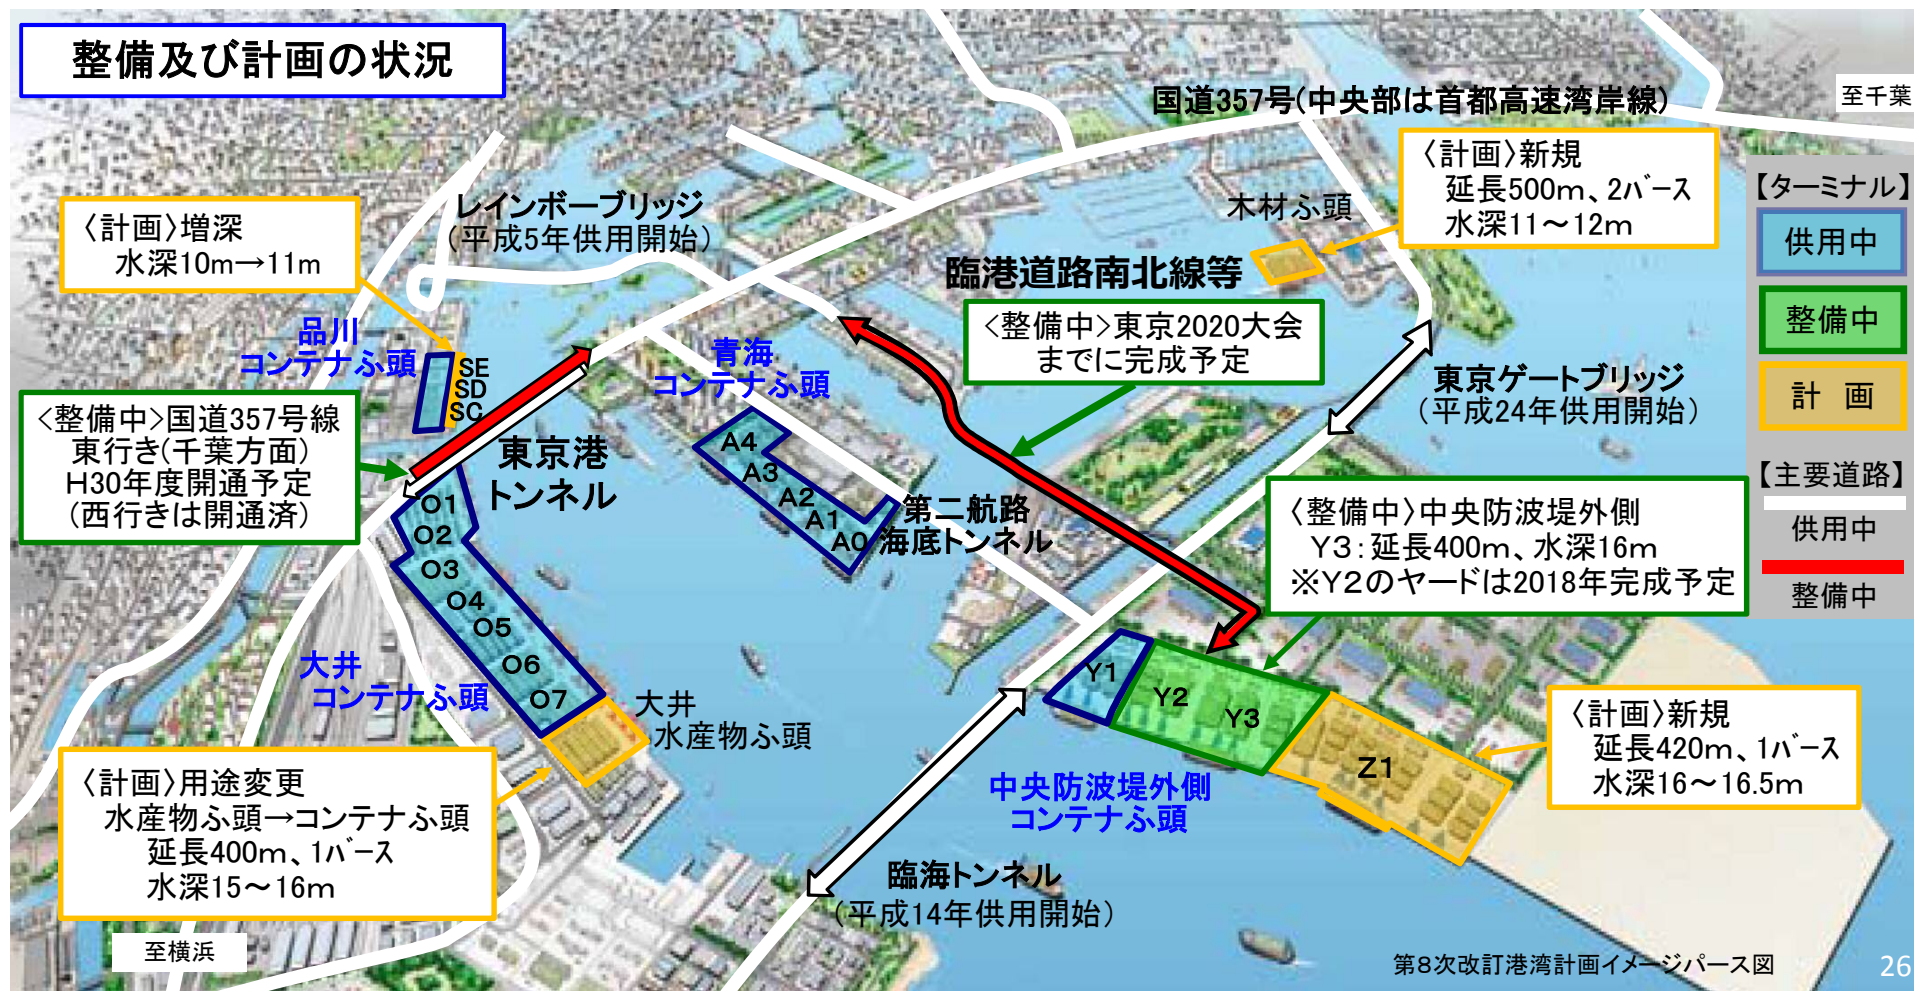 整備及び計画の状況
国道357号(中央部は首都高速湾岸線)
至千葉
〈計画〉新規
延長500m、2バース
水深11～12m
【ターミナル】
供用中
整備中
計 画
【主要道路】
供用中
整備中
〈計画〉増深
水深10m→11m
レインボーブリッジ
(平成5年供用開始)
木材ふ頭
臨港道路南北線等
<整備中>東京2020大会
までに完成予定
品川
コンテナふ頭
SE
SD
SC
青海
コンテナふ頭
東京ゲートブリッジ
(平成24年供用開始)
<整備中>国道357号線
東行き(千葉方面)
H30年度開通予定
(西行きは開通済)
東京港
トンネル
A4
A3
A2
A1
A0
第二航路
海底トンネル
〈整備中〉中央防波堤外側
Y3:延長400m、水深16m
※Y2のヤードは2018年完成予定
O1
O2
O3
O4
O5
O6
O7
大井
コンテナふ頭
大井
水産物ふ頭
Y1
Y2
Y3
Z1
〈計画〉新規
延長420m、1バース
水深16～16.5m
中央防波堤外側
コンテナふ頭
〈計画〉用途変更
水産物ふ頭→コンテナふ頭
延長400m、1バース
水深15～16m
臨海トンネル
(平成14年供用開始)
至横浜
第8次改訂港湾計画イメージパース図
26